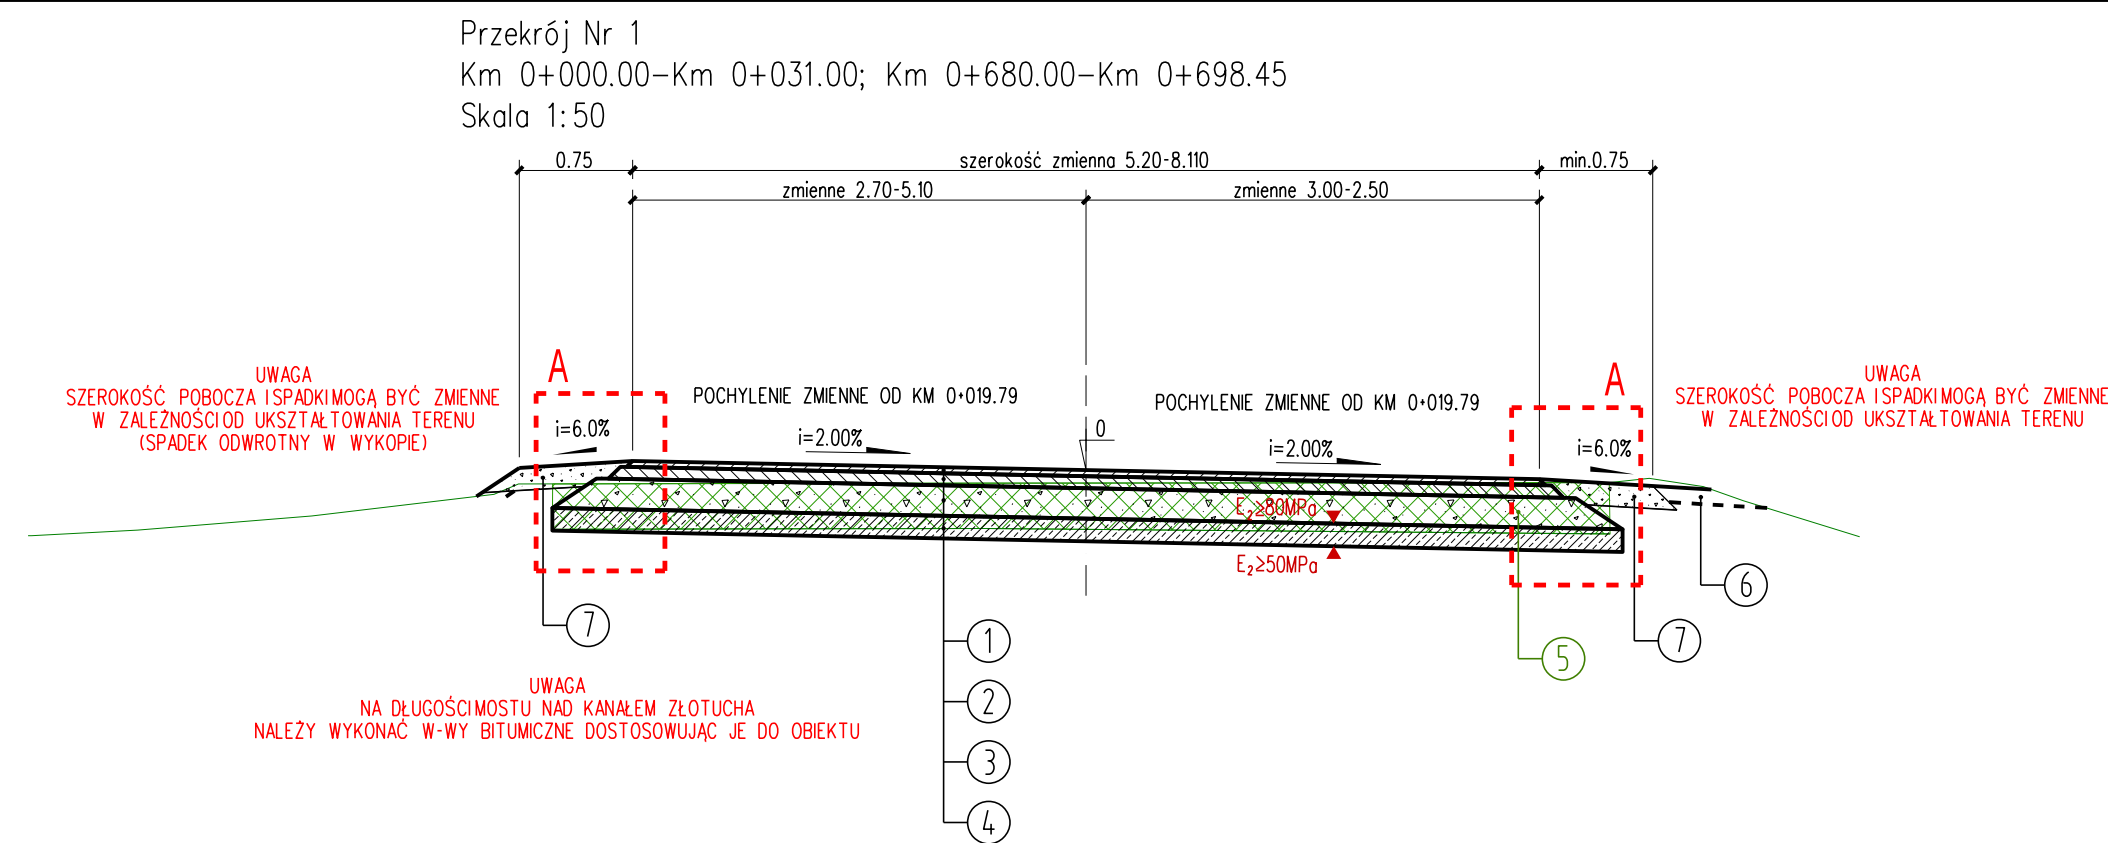 Przekrój Nr 1
Km 0+000.00-Km 0+031.00; Km 0+680.00-Km 0+698.45
Skala 1:50
0.75
szerokość zmienna 5.20-8.110
min.0.75
zmienne 2.70-5.10
zmienne 3.00-2.50
UWAGA
SZEROKOŚĆ POBOCZA I SPADKI MOGĄ BYĆ ZMIENNE
W ZALEŻNOŚCI OD UKSZTAŁTOWANIA TERENU
(SPADEK ODWROTNY W WYKOPIE)
A
i=6.0%
POCHYLENIE ZMIENNE OD KM 0+019.79
i=2.00%
0
POCHYLENIE ZMIENNE OD KM 0+019.79
i=2.00%
A
i=6.0%
UWAGA
SZEROKOŚĆ POBOCZA I SPADKI MOGĄ BYĆ ZMIENNE
W ZALEŻNOŚCI OD UKSZTAŁTOWANIA TERENU
E₂≥80MPa
E₂≥50MPa
6
7
7
1
5
2
3
4
UWAGA
NA DŁUGOŚCI MOSTU NAD KANAŁEM ZŁOTUCHA
NALEŻY WYKONAĆ W-WY BITUMICZNE DOSTOSOWUJĄC JE DO OBIEKTU